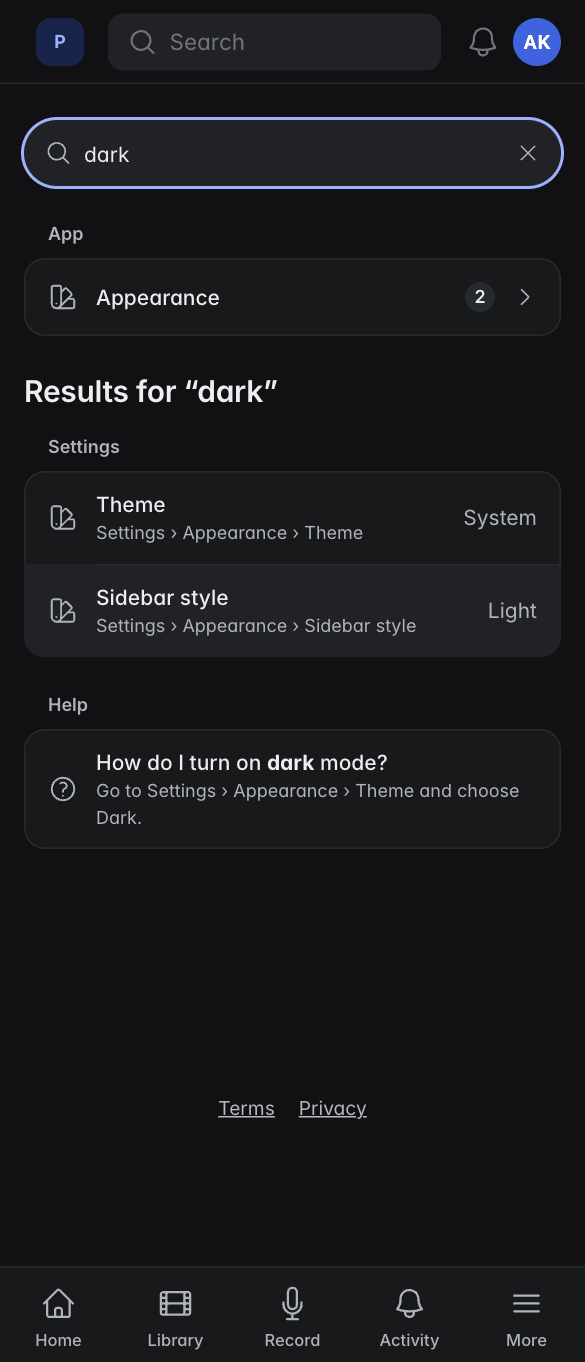 P
Search
AK
dark
App
Appearance
2
Results for “dark”
Settings
Theme
System
Settings › Appearance › Theme
Sidebar style
Light
Settings › Appearance › Sidebar style
Help
How do I turn on dark mode?
Go to Settings › Appearance › Theme and choose
Dark.
Terms Privacy
Home Library Record Activity More